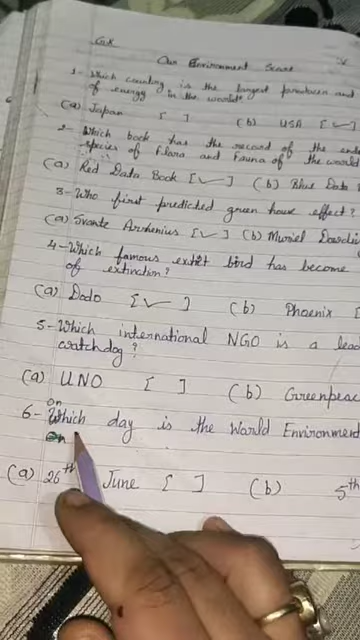 GK
Our Environment Smart
1- Which country is the largest producer and
of energy in the world?
(a) Japan [ ] (b) USA [✓]
2- Which book has the record of the
species of Flora and Fauna of the world
(a) Red Data Book [✓] (b) Blue Data
3- Who first predicted green house effect?
(a) Svante Arrhenius [✓] (b) Muriel
4- Which famous bird has become
of extinction?
(a) Dodo [✓] (b) Phoenix [
5- Which international NGO is a
watchdog?
(a) UNO [ ] (b) Greenpeac
on
6- Which day is the World Environment
on
(a) 26th June [ ] (b) 5th